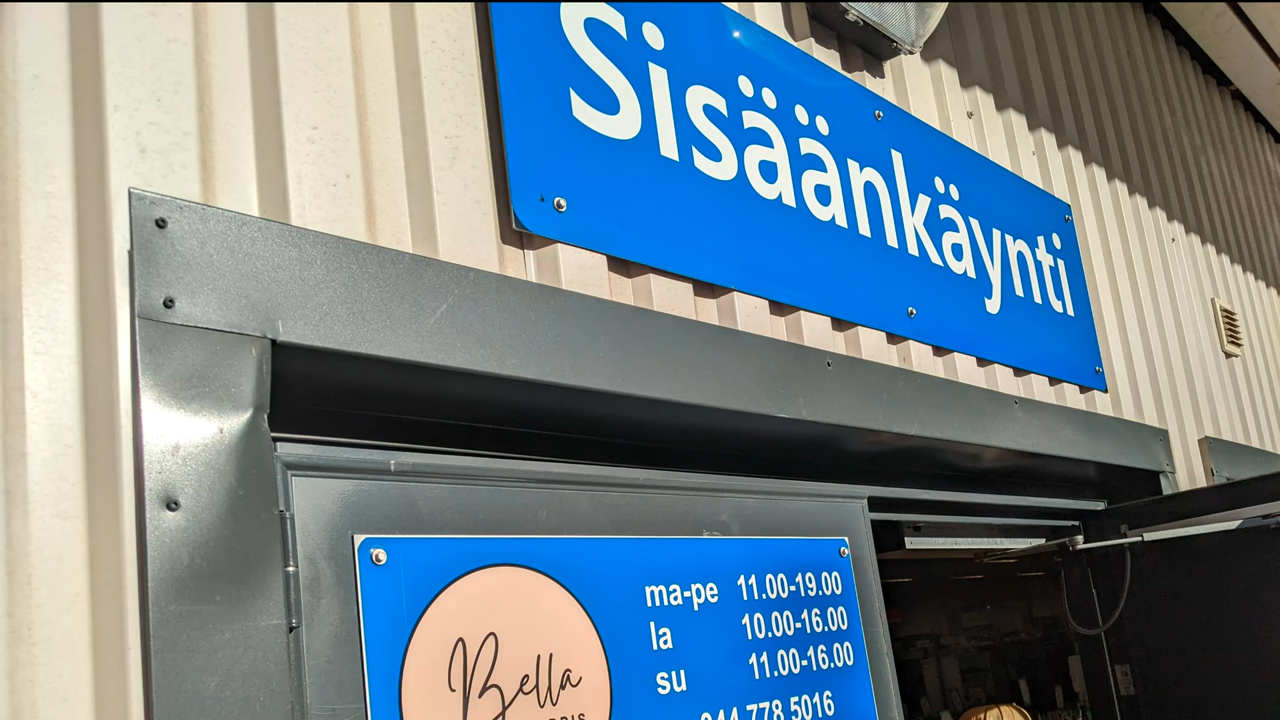 Sisäänkäynti
Bella
ma-pe 11.00-19.00
la 10.00-16.00
su 11.00-16.00
778 5016